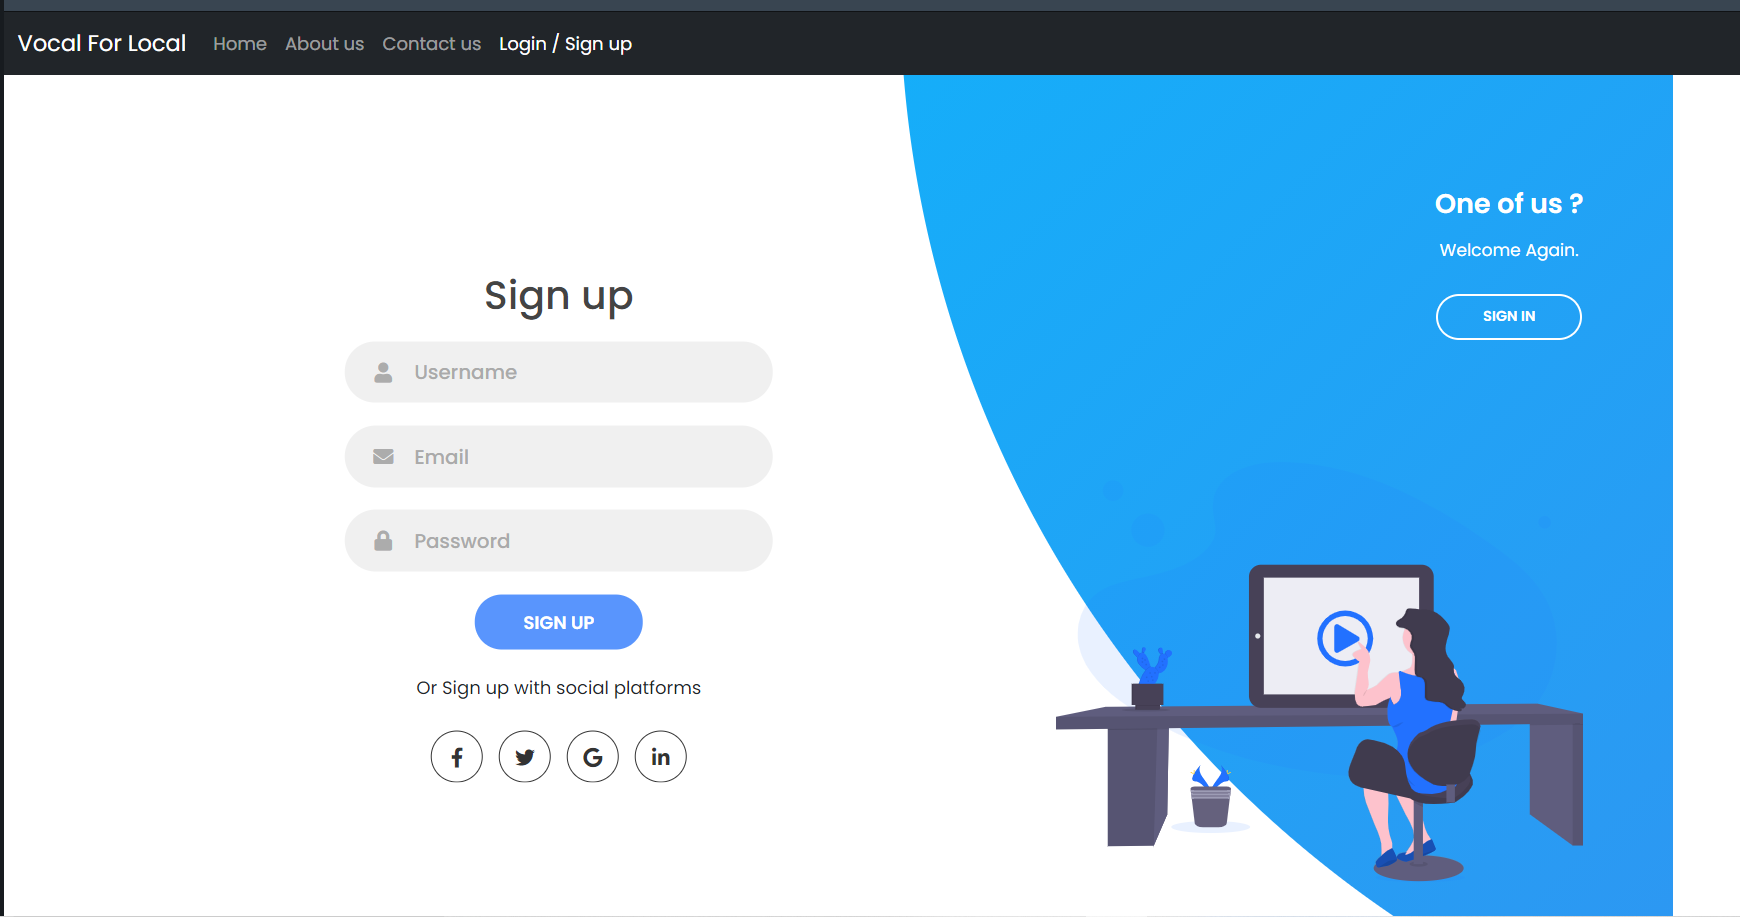 Vocal For Local Home About us Contact us Login / Sign up
Sign up
Username
Email
Password
SIGN UP
Or Sign up with social platforms
One of us ?
Welcome Again.
SIGN IN